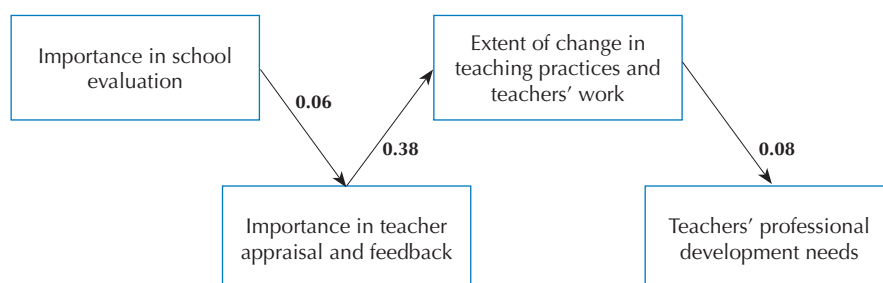 Importance in school
evaluation
Extent of change in
teaching practices and
teachers’ work
0.06
0.38
0.08
Importance in teacher
appraisal and feedback
Teachers’ professional
development needs